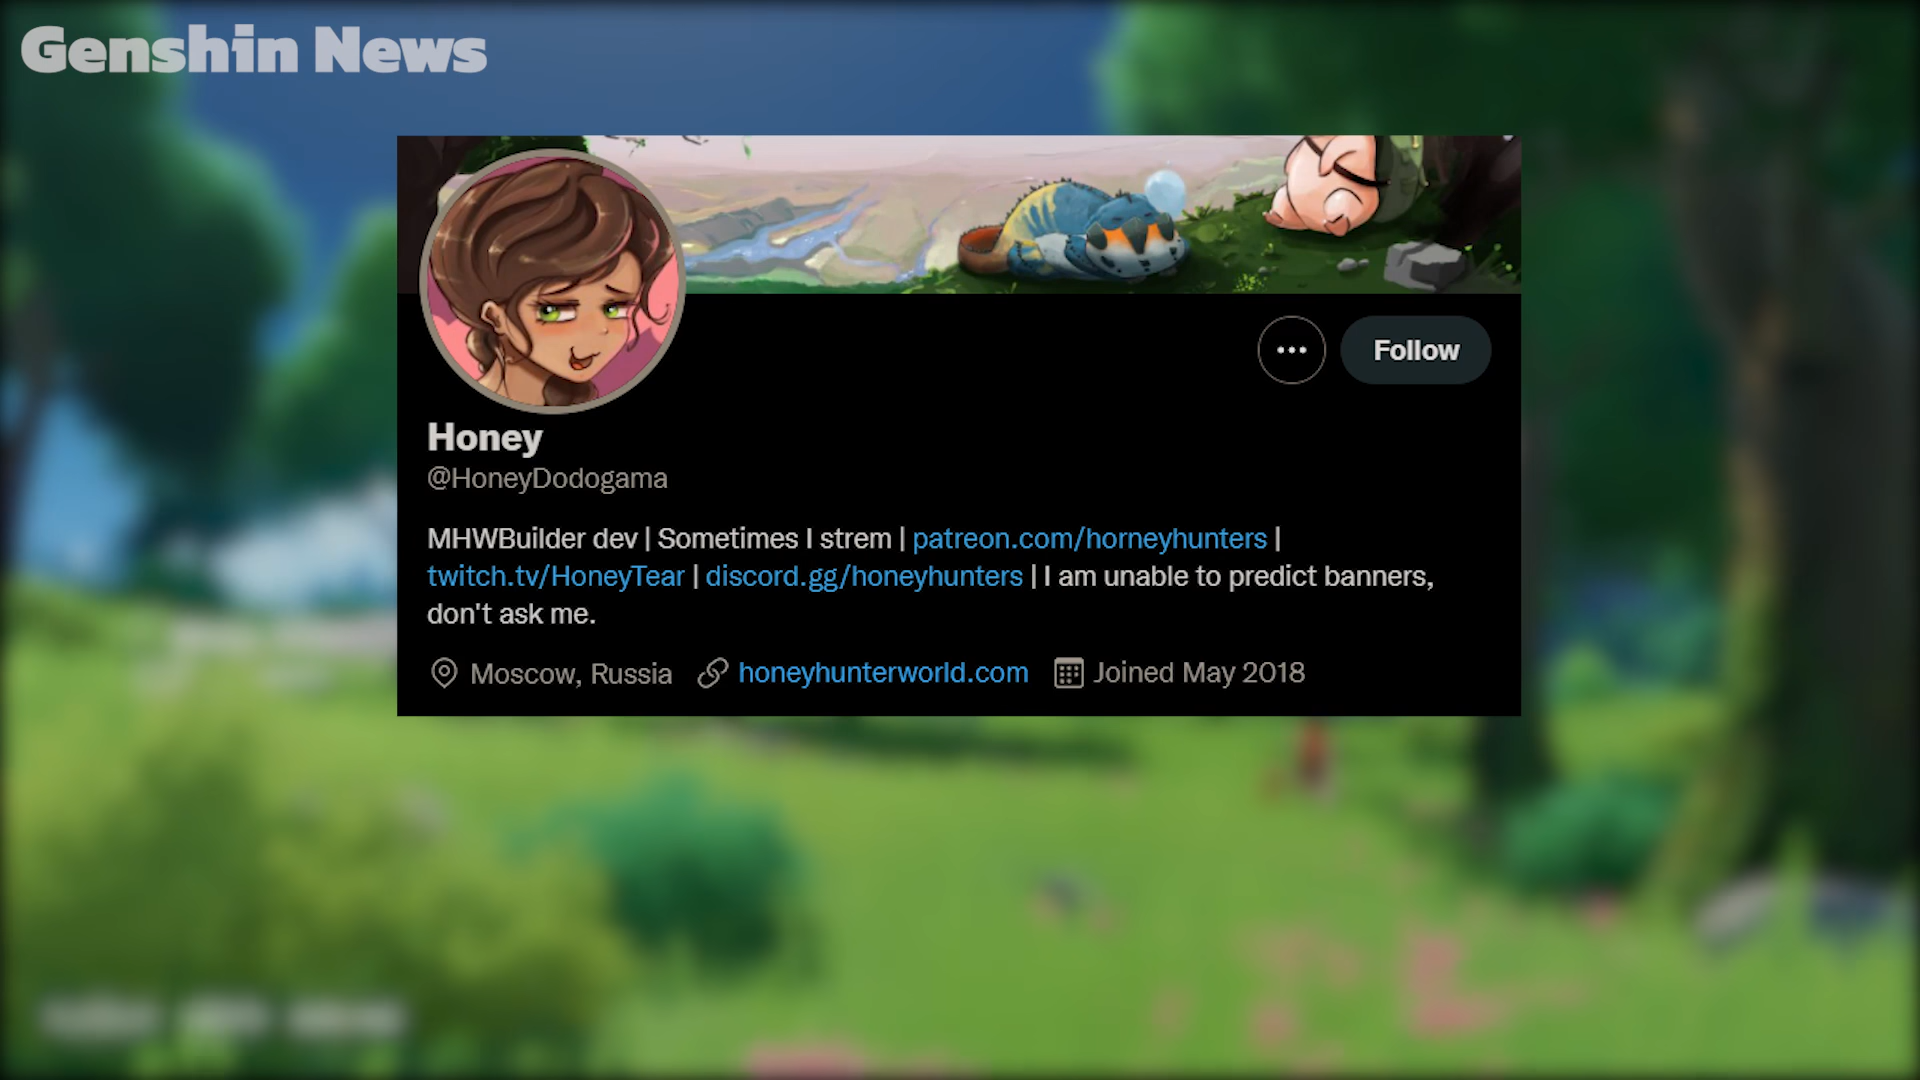 Genshin News
Follow
Honey
@HoneyDodogama
MHWBuilder dev | Sometimes I strem | patreon.com/horneyhunters |
twitch.tv/HoneyTear | discord.gg/honeyhunters | I am unable to predict banners,
don't ask me.
Moscow, Russia honeyhunterworld.com Joined May 2018